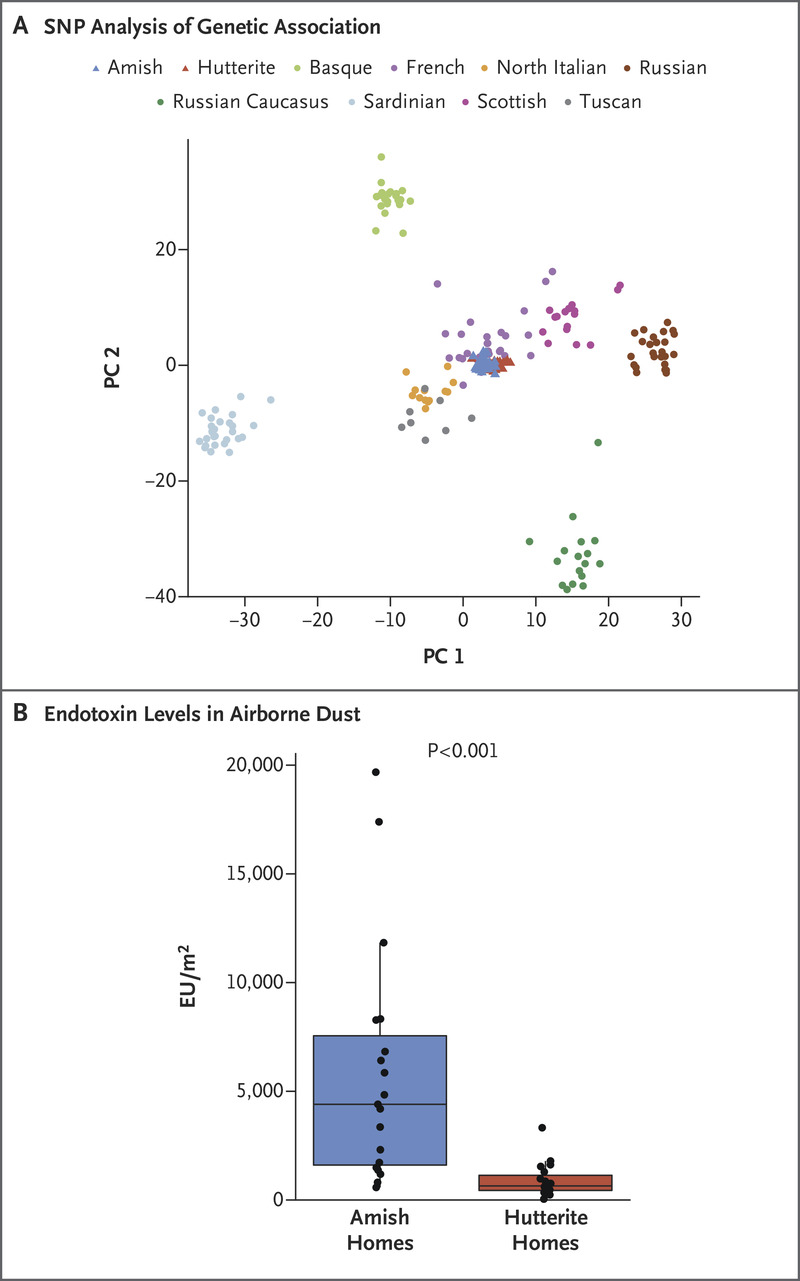 A SNP Analysis of Genetic Association
Amish Hutterite Basque French North Italian Russian
Russian Caucasus Sardinian Scottish Tuscan
20
0
−20
−40
PC 2
−30 −20 −10 0 10 20 30
PC 1
B Endotoxin Levels in Airborne Dust
P<0.001
20,000
15,000
10,000
5,000
0
EU/m²
Amish Homes
Hutterite Homes